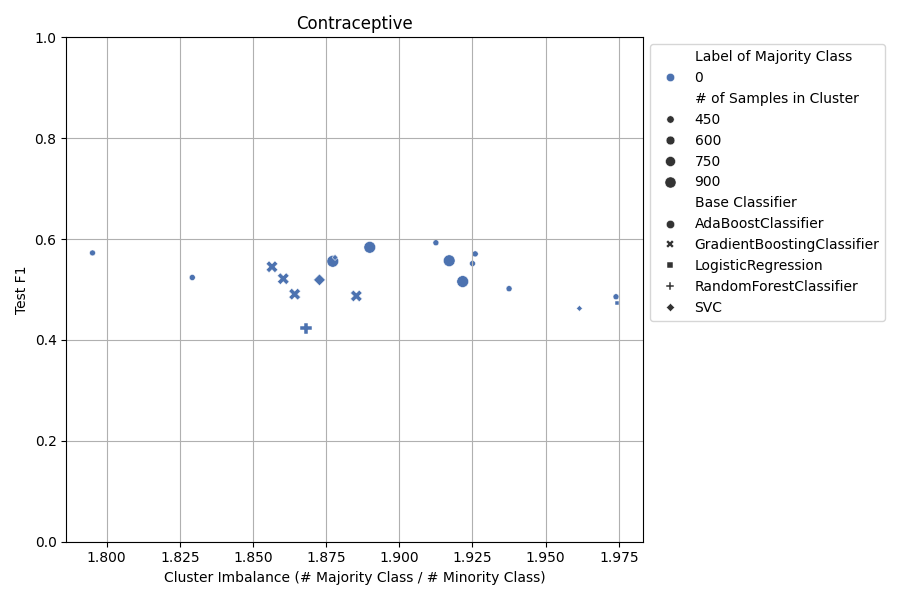 Contraceptive
1.0
0.8
0.6
0.4
0.2
0.0
Test F1
1.800
1.825
1.850
1.875
1.900
1.925
1.950
1.975
Cluster Imbalance (# Majority Class / # Minority Class)
Label of Majority Class
0
# of Samples in Cluster
450
600
750
900
Base Classifier
AdaBoostClassifier
GradientBoostingClassifier
LogisticRegression
RandomForestClassifier
SVC